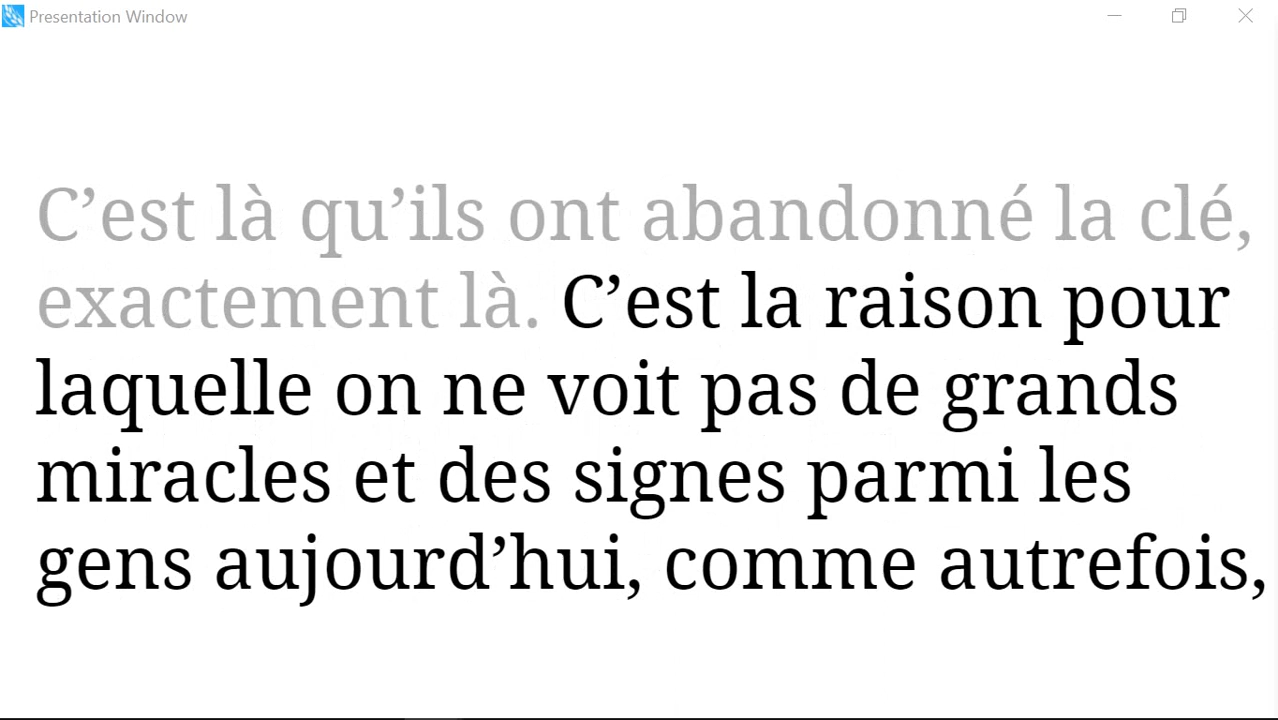 Presentation Window
C’est là qu’ils ont abandonné la clé,
exactement là. C’est la raison pour
laquelle on ne voit pas de grands
miracles et des signes parmi les
gens aujourd’hui, comme autrefois,